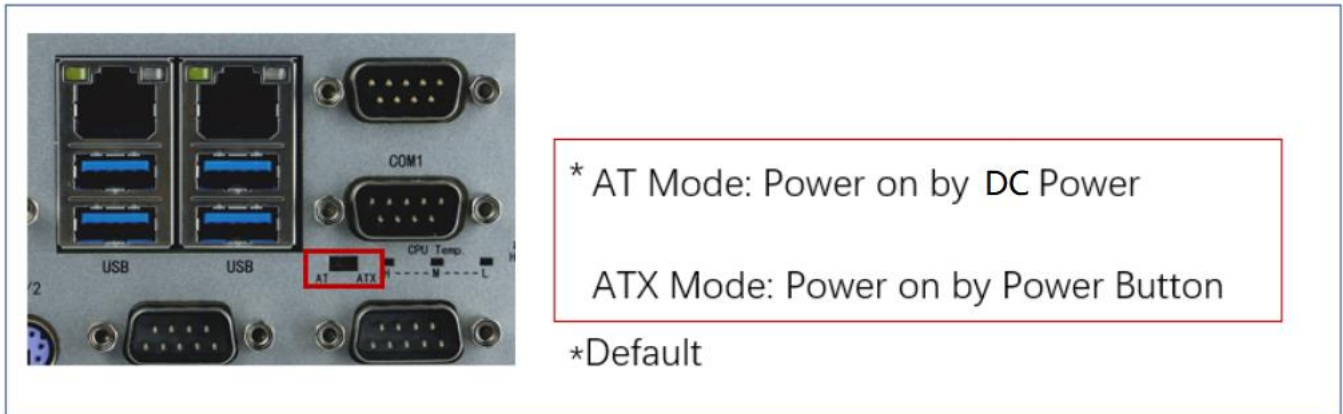 COM1
CPU Temp.
USB
USB
AT ATX H-----M-----L
/2
* AT Mode: Power on by DC Power
ATX Mode: Power on by Power Button
*Default